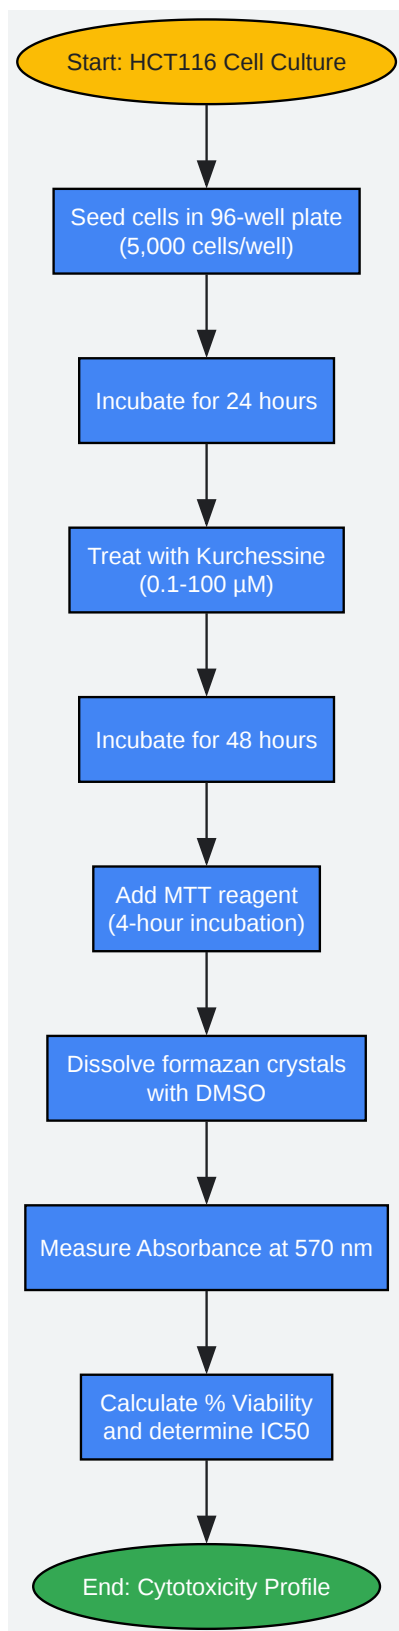 Start: HCT116 Cell Culture
Seed cells in 96-well plate
(5,000 cells/well)
Incubate for 24 hours
Treat with Kurchessine
(0.1-100 µM)
Incubate for 48 hours
Add MTT reagent
(4-hour incubation)
Dissolve formazan crystals
with DMSO
Measure Absorbance at 570 nm
Calculate % Viability
and determine IC50
End: Cytotoxicity Profile